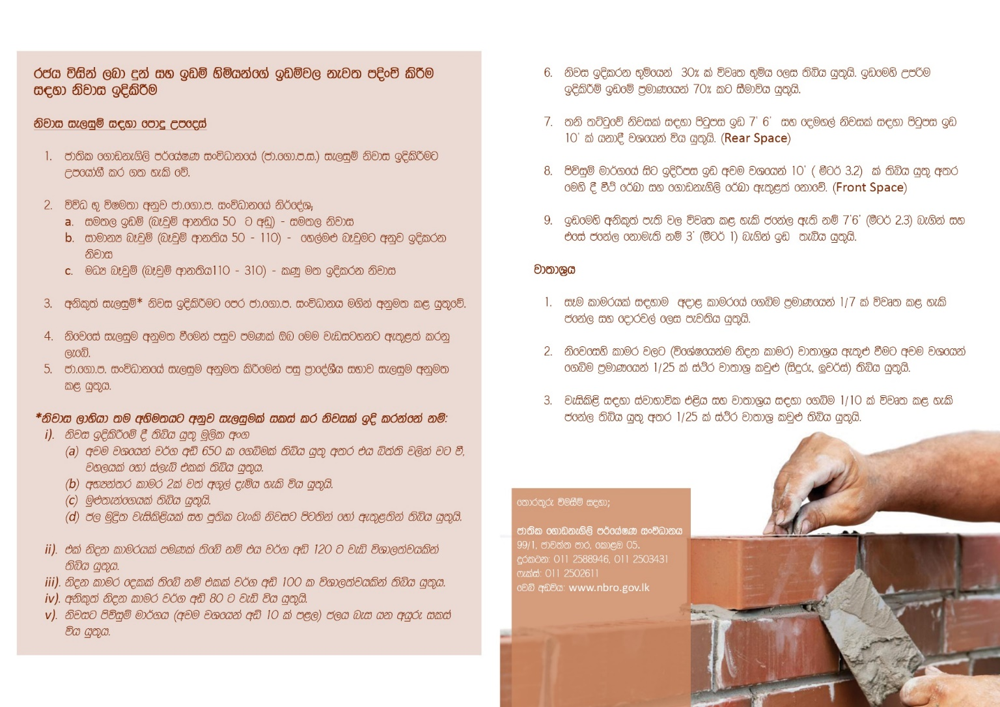 රජය විසින් ලබා දුන් සහ ඉඩම් හිමියන්ගේ ඉඩම්වල නැවත පදිංචි කිරීම
සඳහා නිවාස ඉදිකිරීම
නිවාස සැලසුම් සඳහා පොදු උපදෙස්
1. ජාතික ගොඩනැගිලි පර්යේෂණ සංවිධානයේ (ජා.ගො.ප.ස.) සැලසුම් නිවාස ඉදිකිරීමට
උපයෝගී කර ගත හැකි වේ.
2. විවිධ භූ විෂමතා අනුව ජා.ගො.ප. සංවිධානයේ නිර්දේශ;
a. සමතල ඉඩම් (බෑවුම් ආනතිය 50 ට අඩු) - සමතල නිවාස
b. සාමාන්‍ය බෑවුම් (බෑවුම් ආනතිය 50 - 110) - හෙල්මළු බෑවුමට අනුව ඉදිකරන
නිවාස
c. මධ්‍ය බෑවුම් (බෑවුම් ආනතිය110 - 310) - කණු මත ඉදිකරන නිවාස
3. අනිකුත් සැලසුම්* නිවස ඉදිකිරීමට පෙර ජා.ගො.ප. සංවිධානය මගින් අනුමත කළ යුතුවේ.
4. නිවෙසේ සැලසුම අනුමත වීමෙන් පසුව පමණක් ඔබ මෙම වැඩසටහනට ඇතුළත් කරනු
ලැබේ.
5. ජා.ගො.ප. සංවිධානයේ සැලසුම අනුමත කිරීමෙන් පසු ප්‍රාදේශීය සභාව සැලසුම අනුමත
කළ යුතුය.
*නිවාස ලාභියා තම අභිමතයට අනුව සැලසුමක් සකස් කර නිවසක් ඉදි කරන්නේ නම්:
i). නිවස ඉදිකිරීමේ දී තිබිය යුතු මූලික අංග
(a) අවම වශයෙන් වර්ග අඩි 650 ක ගෙබිමක් තිබිය යුතු අතර එය බිත්ති වලින් වට වී,
වහලයක් හෝ ස්ලැබ් එකක් තිබිය යුතුය.
(b) අභ්‍යන්තර කාමර 2ක් වත් අගුල් දැමිය හැකි විය යුතුයි.
(c) මුළුතැන්ගෙයක් තිබිය යුතුයි.
(d) ජල මුද්‍රිත වැසිකිළියක් සහ පූතික ටැංකි නිවසට පිටතින් හෝ ඇතුළතින් තිබිය යුතුයි.
ii). එක් නිදන කාමරයක් පමණක් තිබේ නම් එය වර්ග අඩි 120 ට වැඩි විශාලත්වයකින්
තිබිය යුතුය.
iii). නිදන කාමර දෙකක් තිබේ නම් එකක් වර්ග අඩි 100 ක විශාලත්වයකින් තිබිය යුතුය.
iv). අනිකුත් නිදන කාමර වර්ග අඩි 80 ට වැඩි විය යුතුයි.
v). නිවසට පිවිසුම් මාර්ගය (අවම වශයෙන් අඩි 10 ක් පළල) ජලය බැස යන අයුරු සකස්
විය යුතුය.
6. නිවස ඉදිකරන භූමියෙන් 30% ක් විවෘත භූමිය ලෙස තිබිය යුතුයි. ඉඩමෙහි උපරිම
ඉදිකිරීම් ඉඩමේ ප්‍රමාණයෙන් 70% කට සීමාවිය යුතුයි.
7. තනි තට්ටුවේ නිවසක් සඳහා පිටුපස ඉඩ 7' 6' සහ දෙමහල් නිවසක් සඳහා පිටුපස ඉඩ
10' ක් යනාදී වශයෙන් විය යුතුයි. (Rear Space)
8. පිවිසුම් මාර්ගයේ සිට ඉදිරිපස ඉඩ අවම වශයෙන් 10' ( මීටර් 3.2) ක් තිබිය යුතු අතර
මෙහි දී වීථි රේඛා සහ ගොඩනැගිලි රේඛා ඇතුළත් නොවේ. (Front Space)
9. ඉඩමෙහි අනිකුත් පැති වල විවෘත කළ හැකි ජනේල ඇති නම් 7'6' (මීටර් 2.3) බැගින් සහ
එසේ ජනේල නොමැති නම් 3' (මීටර් 1) බැගින් ඉඩ තැබිය යුතුයි.
වාතාශ්‍රය
1. සෑම කාමරයක් සඳහාම අදාළ කාමරයේ ගෙබිම ප්‍රමාණයෙන් 1/7 ක් විවෘත කළ හැකි
ජනේල සහ දොරවල් ලෙස පැවතිය යුතුයි.
2. නිවෙසෙහි කාමර වලට (විශේෂයෙන්ම නිදන කාමර) වාතාශ්‍රය ඇතුළු වීමට අවම වශයෙන්
ගෙබිම ප්‍රමාණයෙන් 1/25 ක් ස්ථිර වාතාශ්‍ර කවුළු (සිදුරු, ලූවර්ස්) තිබිය යුතුයි.
3. වැසිකිළි සඳහා ස්වාභාවික එළිය සහ වාතාශ්‍රය සඳහා ගෙබිම 1/10 ක් විවෘත කළ හැකි
ජනේල තිබිය යුතු අතර 1/25 ක් ස්ථිර වාතාශ්‍ර කවුළු තිබිය යුතුයි.
තොරතුරු විමසීම් සඳහා;
ජාතික ගොඩනැගිලි පර්යේෂණ සංවිධානය
99/1, ජාවත්ත පාර, කොළඹ 05.
දුරකථන: 011 2588946, 011 2503431
ෆැක්ස්: 011 2502611
වෙබ් අඩවිය: www.nbro.gov.lk